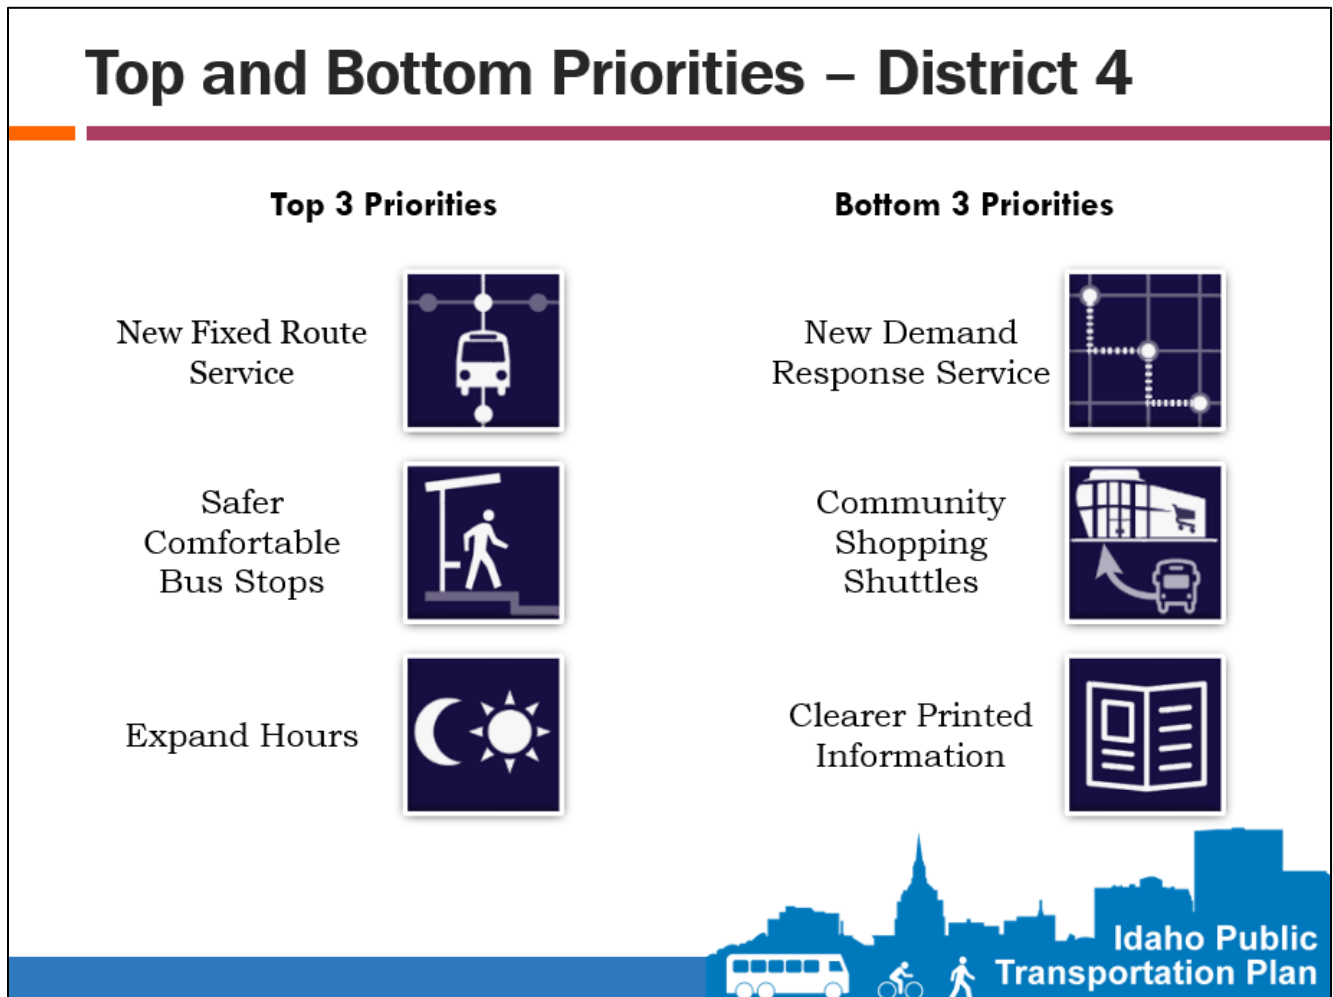 Top and Bottom Priorities – District 4
Top 3 Priorities
New Fixed Route
Service
Safer
Comfortable
Bus Stops
Expand Hours
Bottom 3 Priorities
New Demand
Response Service
Community
Shopping
Shuttles
Clearer Printed
Information
Idaho Public
Transportation Plan